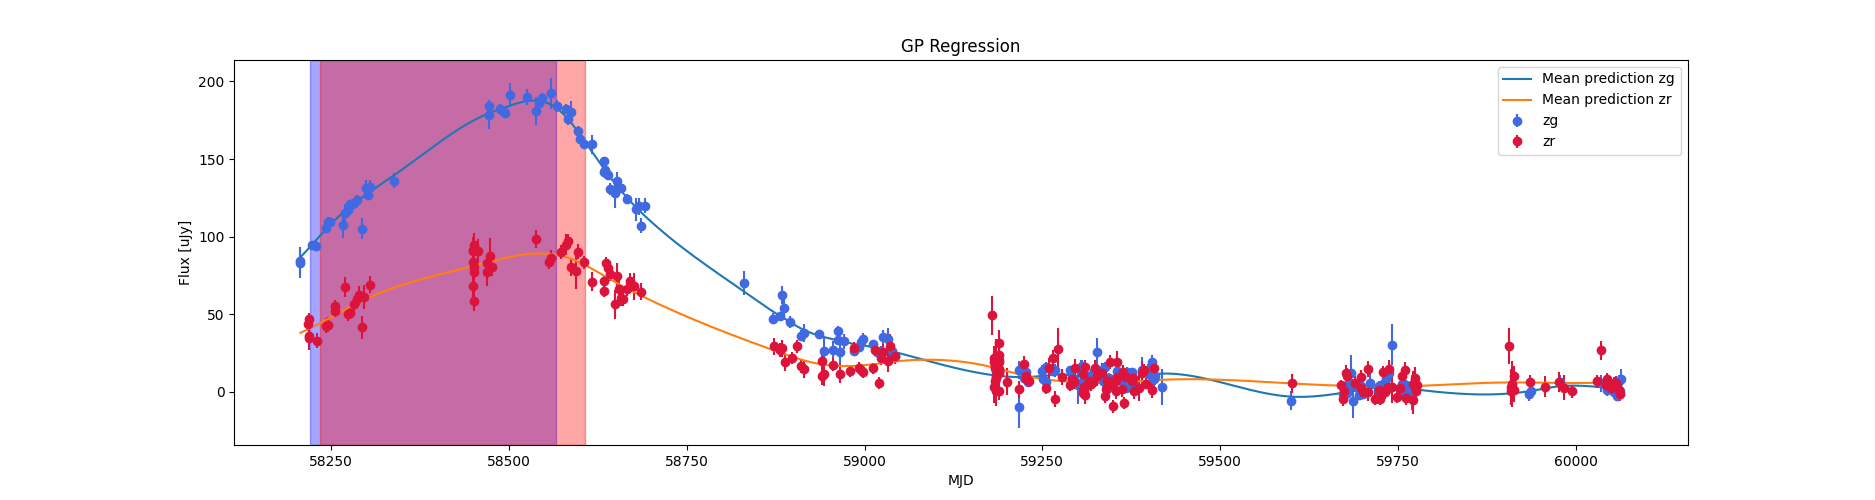 GP Regression
Flux [uJy]
200
150
100
50
0
Mean prediction zg
Mean prediction zr
zg
zr
58250 58500 58750 59000 59250 59500 59750 60000
MJD